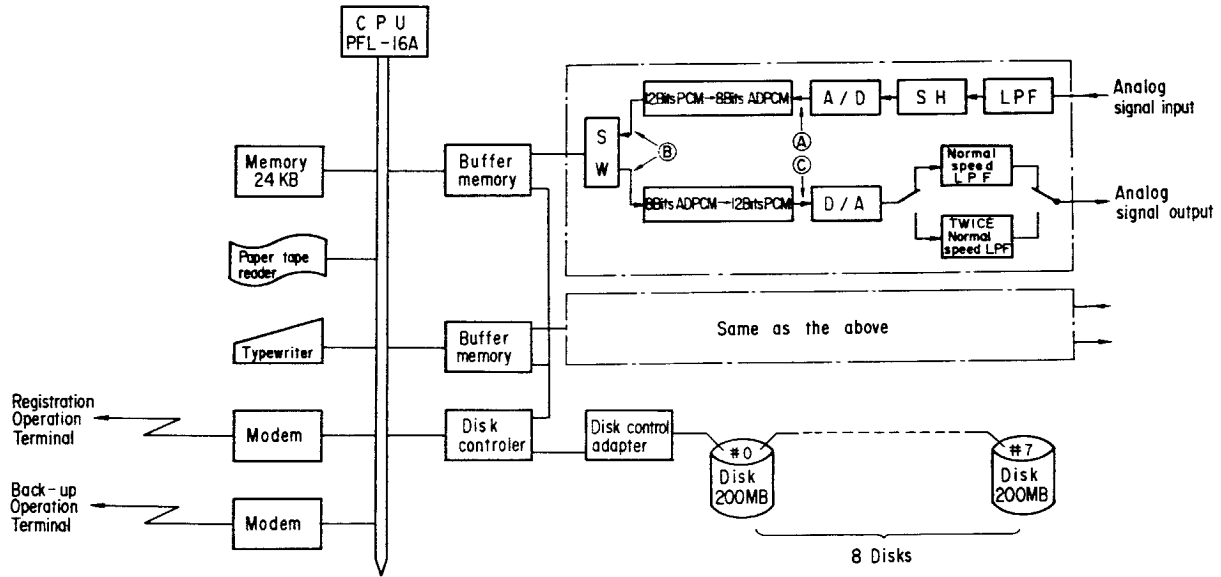 C P U
PFL-16A
12Bits PCM→8Bits ADPCM
A / D
S H
LPF
Analog
signal input
S
W
Ⓑ
Ⓐ
Ⓒ
Memory
24 KB
Buffer
memory
8Bits ADPCM→12Bits PCM
D / A
Normal
speed
L P F
Analog
signal output
TWICE
Normal
speed LPF
Paper tape
reader
Typewriter
Buffer
memory
Same as the above
Registration
Operation
Terminal
Modem
Disk
controler
Disk control
adapter
#0
Disk
200MB
#7
Disk
200MB
Back-up
Operation
Terminal
Modem
8 Disks